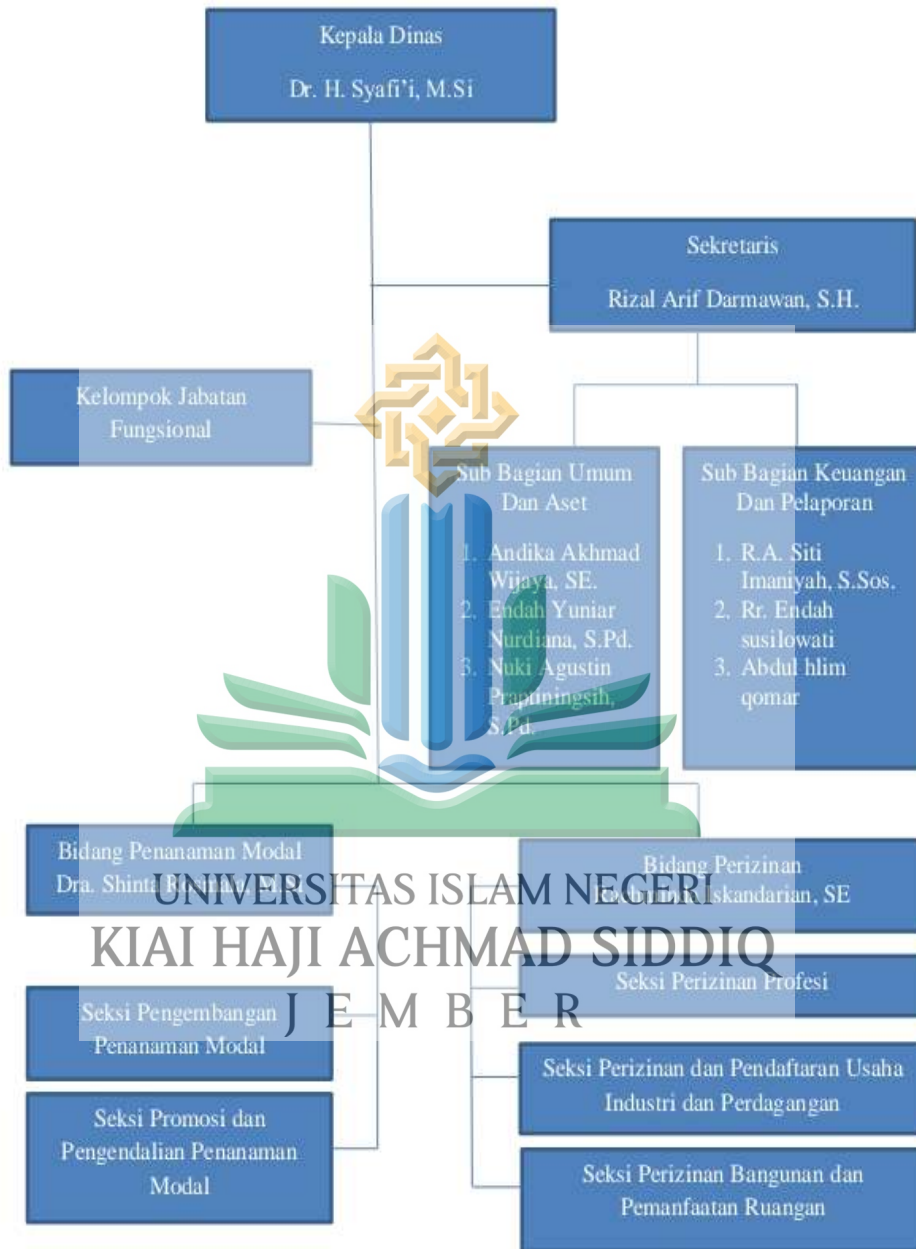 Kepala Dinas
Dr. H. Syafi'i, M.Si
Sekretaris
Rizal Arif Darmawan, S.H.
Kelompok Jabatan
Fungsional
Sub Bagian Umum
Dan Aset
1. Andika Akhmad
Wijaya, SE.
2. Endah Yuniar
Nurdiana, S.Pd.
3. Nuki Agustin
Praptiningsih,
S.Pd.
Sub Bagian Keuangan
Dan Pelaporan
1. R.A. Siti
Imaniyah, S.Sos.
2. Rr. Endah
susilowati
3. Abdul hlim
qomar
Bidang Penanaman Modal
Dra. Shinta M.Si
Bidang Perizinan
Iskandarian, SE
UNIVERSITAS ISLAM NEGERI
KIAI HAJI ACHMAD SIDDIQ
JEMBER
Seksi Pengembangan
Penanaman Modal
Seksi Promosi dan
Pengendalian Penanaman
Modal
Seksi Perizinan Profesi
Seksi Perizinan dan Pendaftaran Usaha
Industri dan Perdagangan
Seksi Perizinan Bangunan dan
Pemanfaatan Ruangan